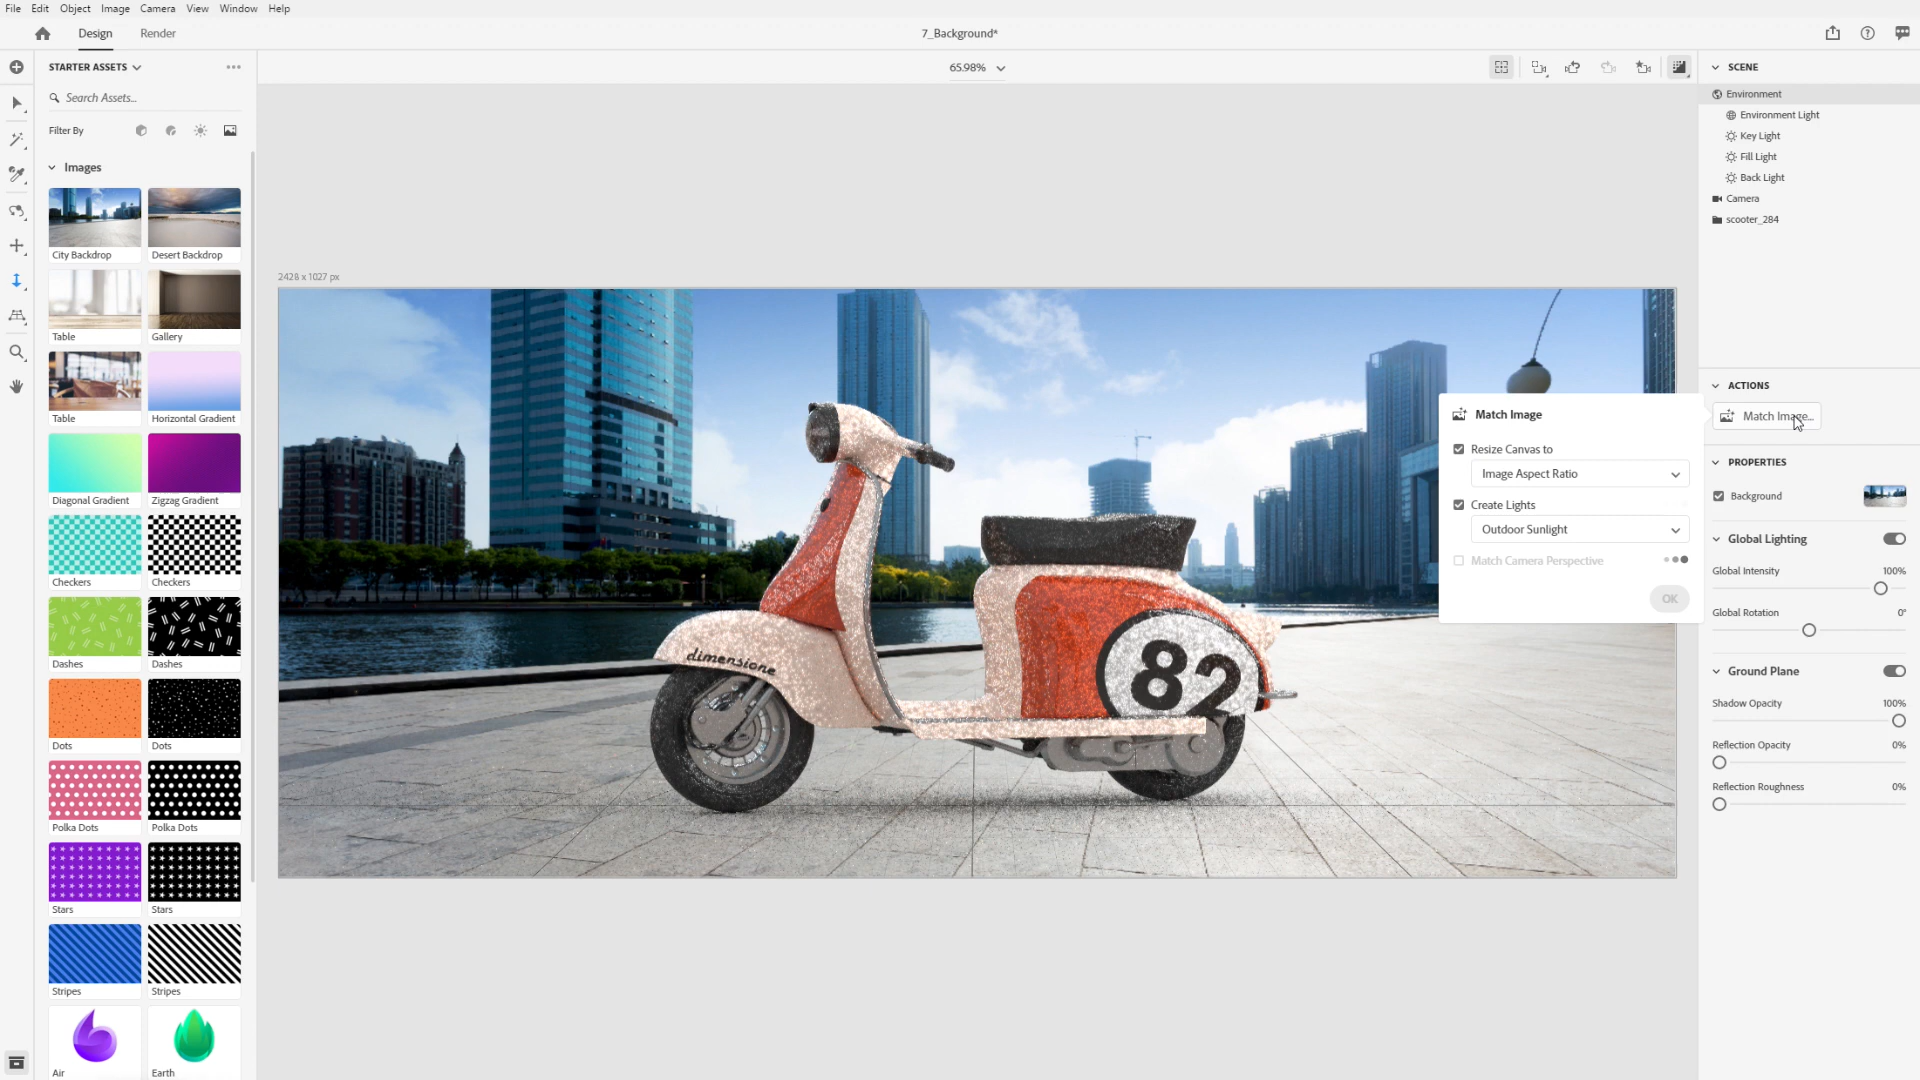 File Edit Object Image Camera View Window Help
Design Render 7_Background*
STARTER ASSETS
65.98%
Search Assets...
Filter By
Images
City Backdrop Desert Backdrop
Table Gallery
Table Horizontal Gradient
Diagonal Gradient Zigzag Gradient
Checkers Checkers
Dashes Dashes
Dots Dots
Polka Dots Polka Dots
Stars Stars
Stripes Stripes
Air Earth
2428 x 1027 px
dimensione
82
Match Image
Resize Canvas to
Image Aspect Ratio
Create Lights
Outdoor Sunlight
Match Camera Perspective
OK
SCENE
Environment
Environment Light
Key Light
Fill Light
Back Light
Camera
scooter_284
ACTIONS
Match Image...
PROPERTIES
Background
Global Lighting
Global Intensity 100%
Global Rotation 0°
Ground Plane
Shadow Opacity 100%
Reflection Opacity 0%
Reflection Roughness 0%